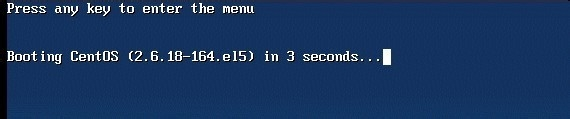 Press any key to enter the menu
Booting CentOS (2.6.18-164.el5) in 3 seconds...